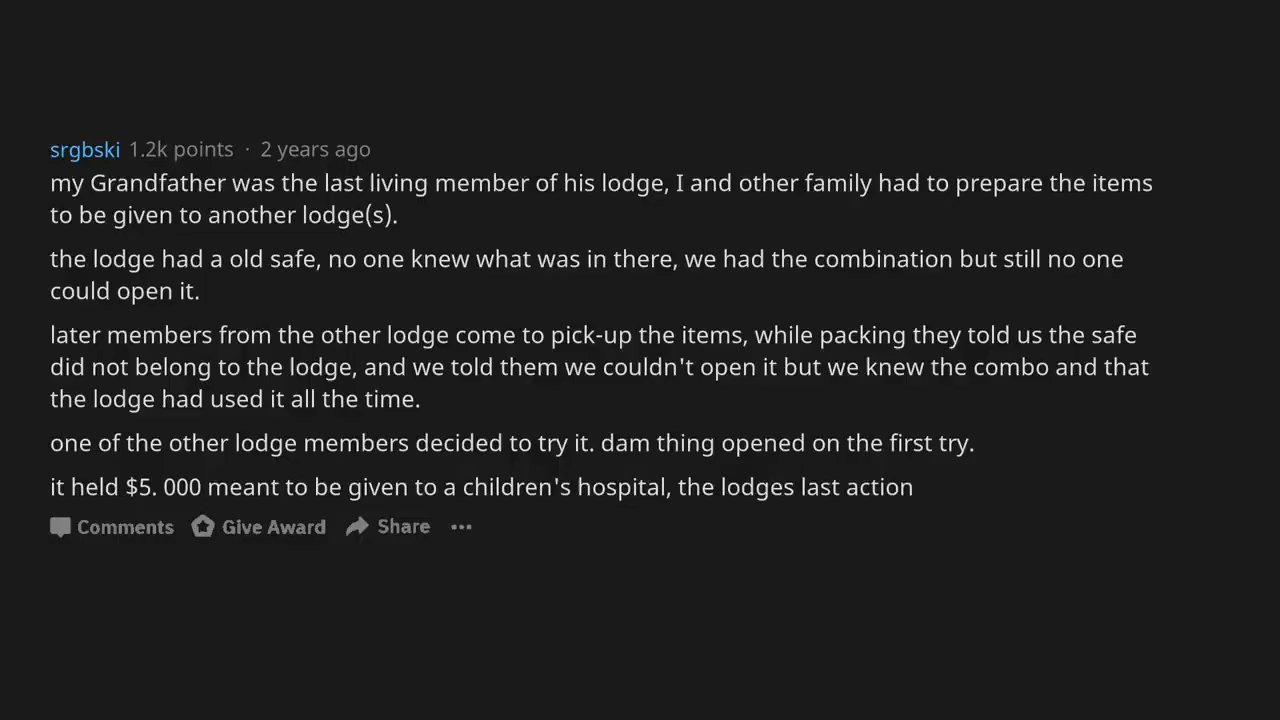 srgbski 1.2k points · 2 years ago
my Grandfather was the last living member of his lodge, I and other family had to prepare the items
to be given to another lodge(s).
the lodge had a old safe, no one knew what was in there, we had the combination but still no one
could open it.
later members from the other lodge come to pick-up the items, while packing they told us the safe
did not belong to the lodge, and we told them we couldn't open it but we knew the combo and that
the lodge had used it all the time.
one of the other lodge members decided to try it. dam thing opened on the first try.
it held $5. 000 meant to be given to a children's hospital, the lodges last action
Comments Give Award Share ···